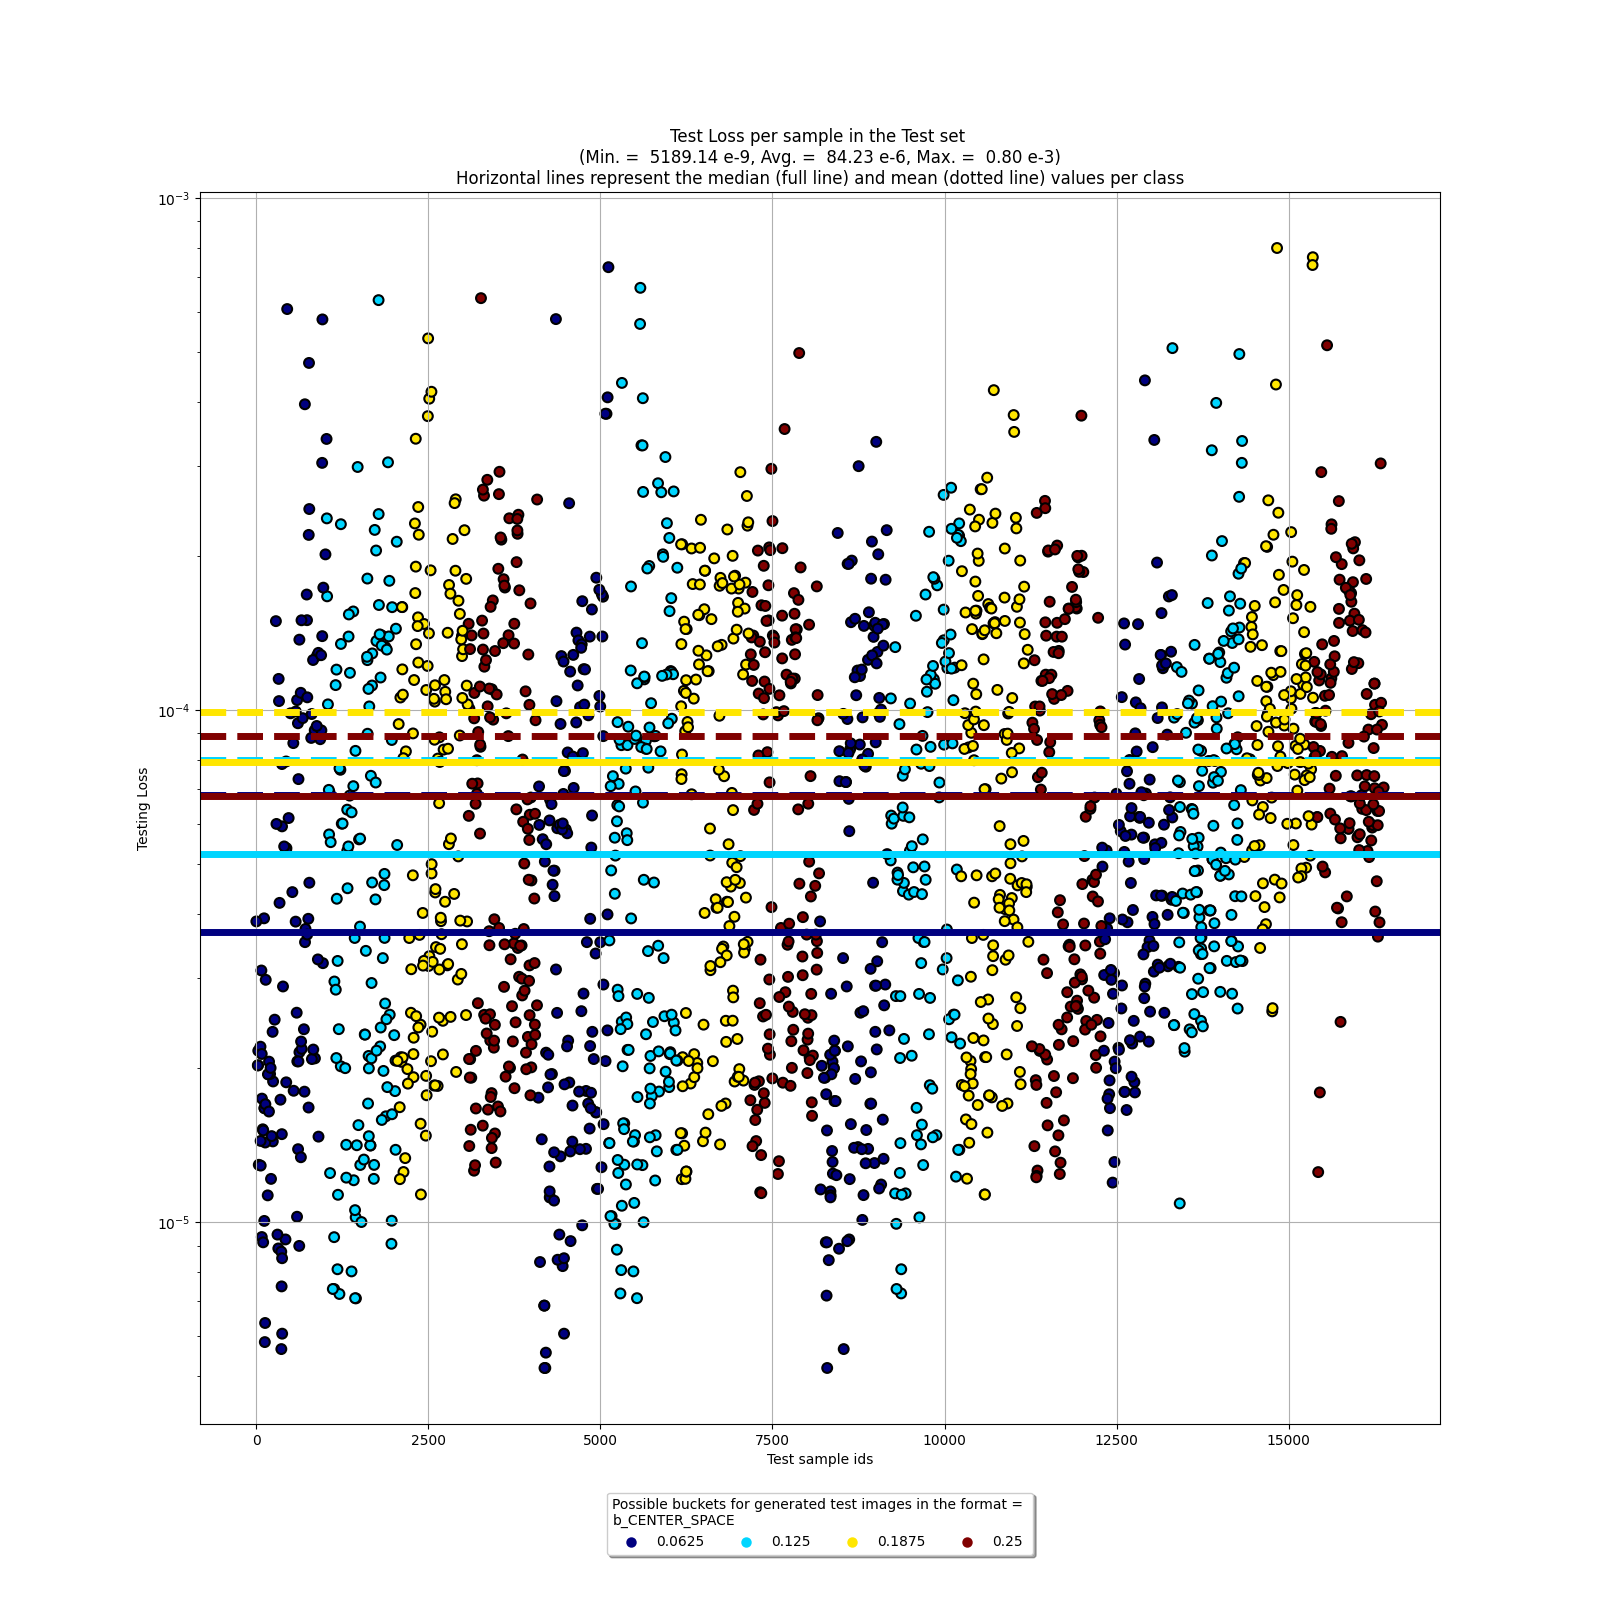 Test Loss per sample in the Test set
(Min. = 5189.14 e-9, Avg. = 84.23 e-6, Max. = 0.80 e-3)
Horizontal lines represent the median (full line) and mean (dotted line) values per class
10⁻³
10⁻⁴
10⁻⁵
Testing Loss
0 2500 5000 7500 10000 12500 15000
Test sample ids
Possible buckets for generated test images in the format =
b_CENTER_SPACE
0.0625 0.125 0.1875 0.25